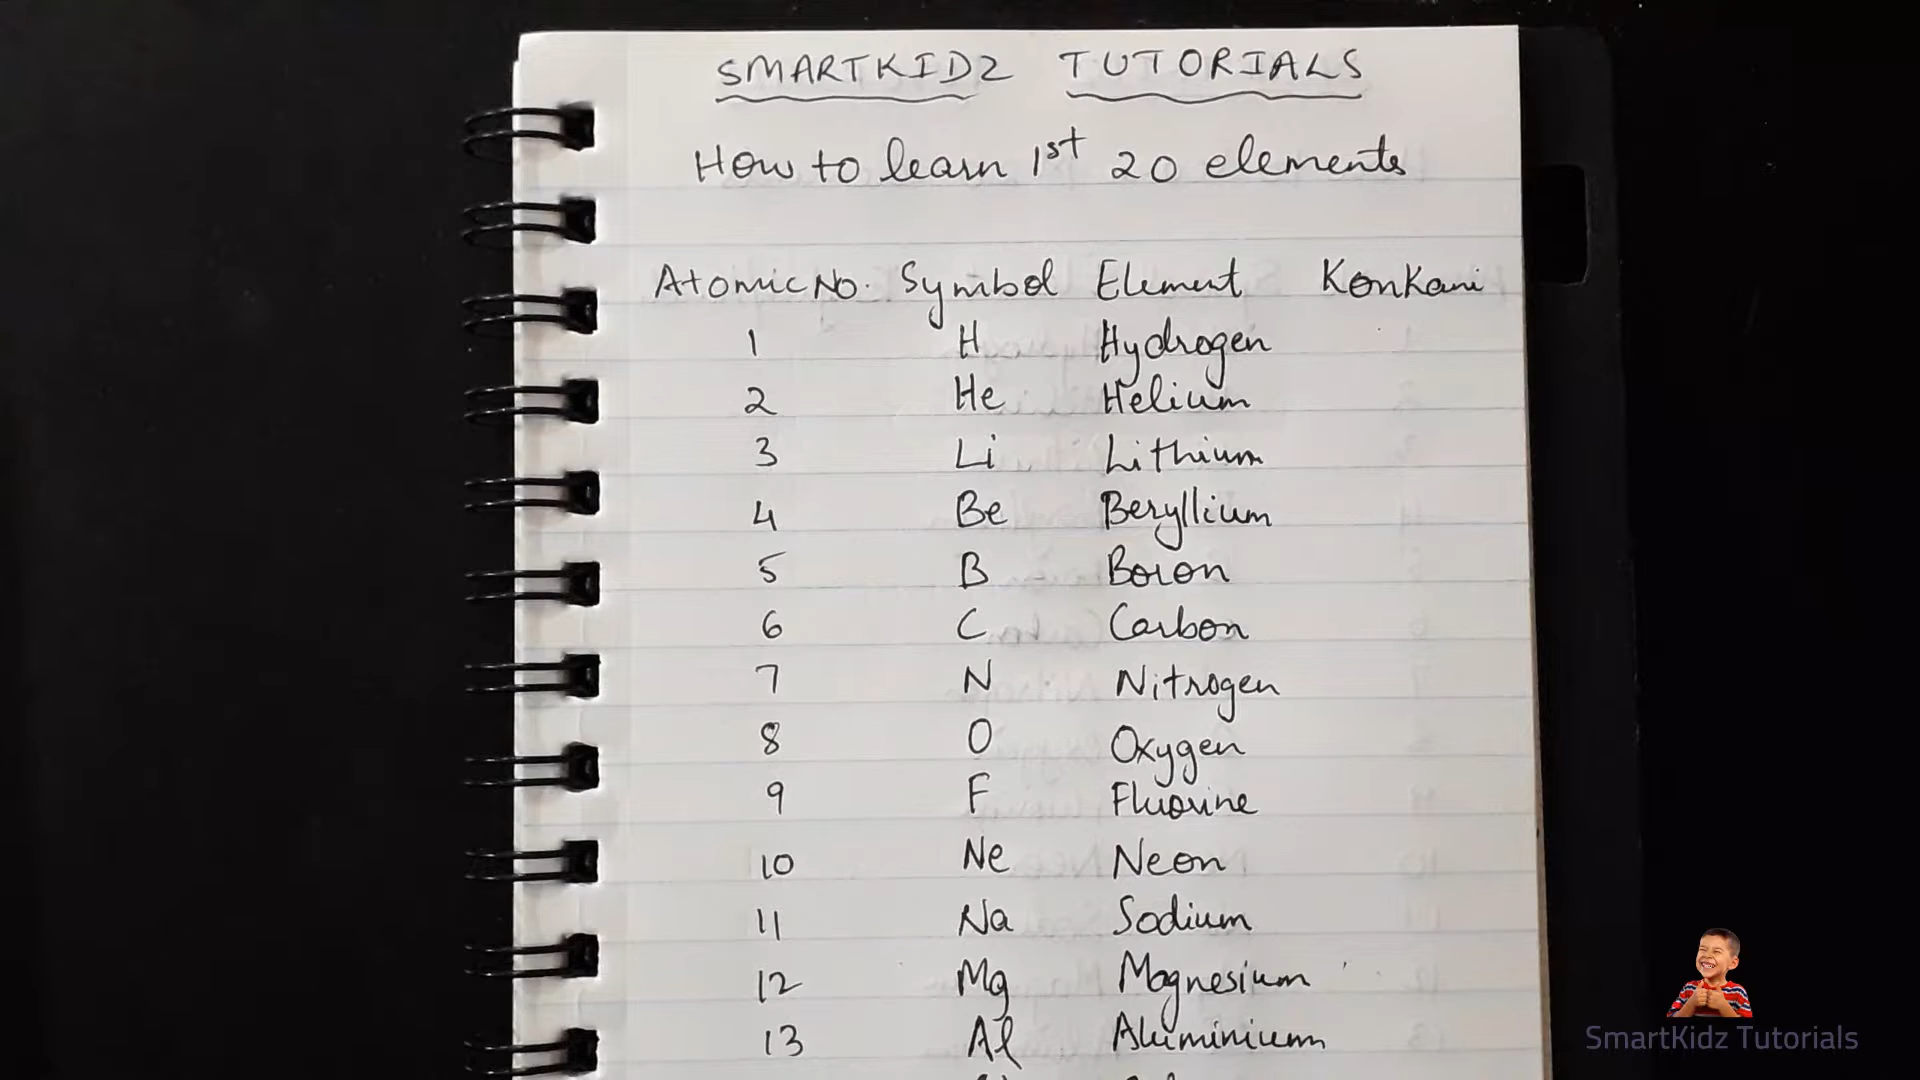 SMARTKIDZ TUTORIALS
How to learn 1st 20 elements
Atomic No. Symbol Element Konkani
1 H Hydrogen
2 He Helium
3 Li Lithium
4 Be Beryllium
5 B Boron
6 C Carbon
7 N Nitrogen
8 O Oxygen
9 F Fluorine
10 Ne Neon
11 Na Sodium
12 Mg Magnesium
13 Al Aluminium
SmartKidz Tutorials